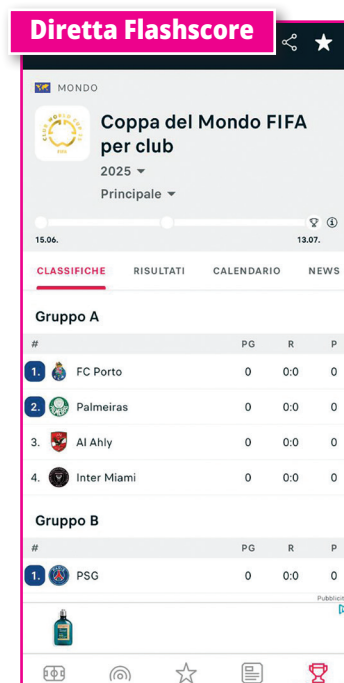 Diretta Flashscore
MONDO
Coppa del Mondo FIFA
per club
2025
Principale
15.06.
13.07.
CLASSIFICHE RISULTATI CALENDARIO NEWS
Gruppo A
# PG R P
1. FC Porto 0 0:0 0
2. Palmeiras 0 0:0 0
3. Al Ahly 0 0:0 0
4. Inter Miami 0 0:0 0
Gruppo B
# PG R P
1. PSG 0 0:0 0